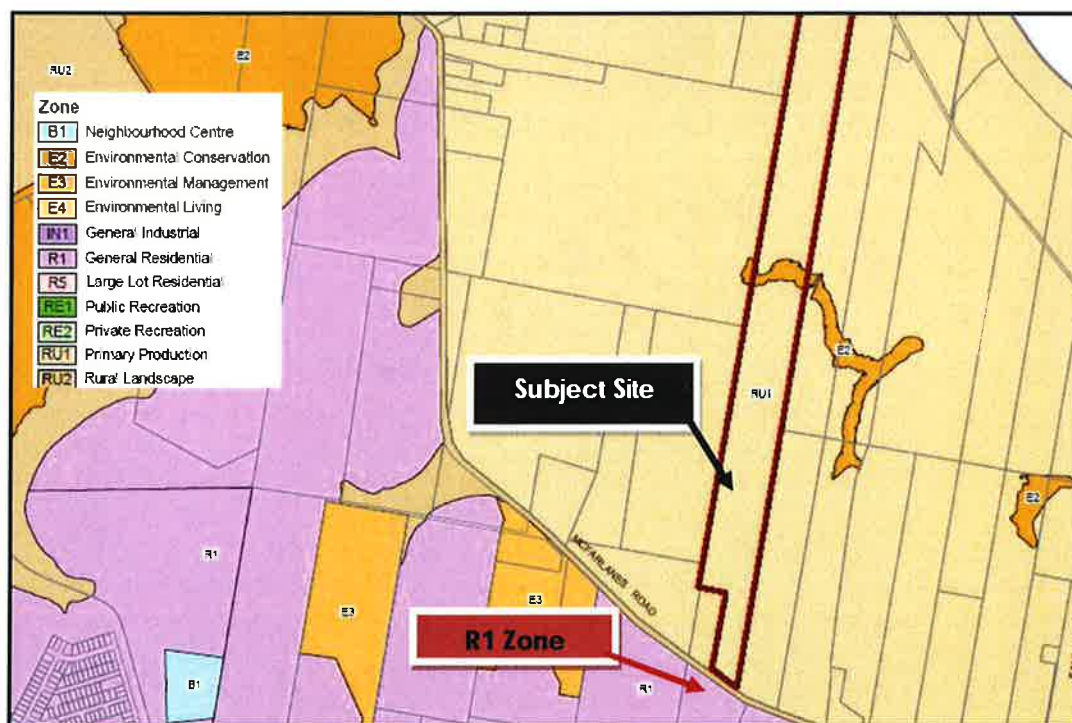 E2
RU2
Zone
B1 Neighbourhood Centre
E2 Environmental Conservation
E3 Environmental Management
E4 Environmental Living
IN1 General Industrial
R1 General Residential
R5 Large Lot Residential
RE1 Public Recreation
RE2 Private Recreation
RU1 Primary Production
RU2 Rural Landscape
E2
Subject Site
RU1
E2
R1
MCFARLANES ROAD
E3
E3
R1 Zone
B1
R1